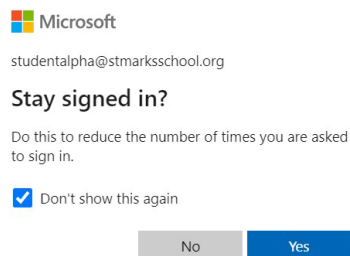 Microsoft
studentalpha@stmarksschool.org
Stay signed in?
Do this to reduce the number of times you are asked
to sign in.
Don't show this again
No Yes